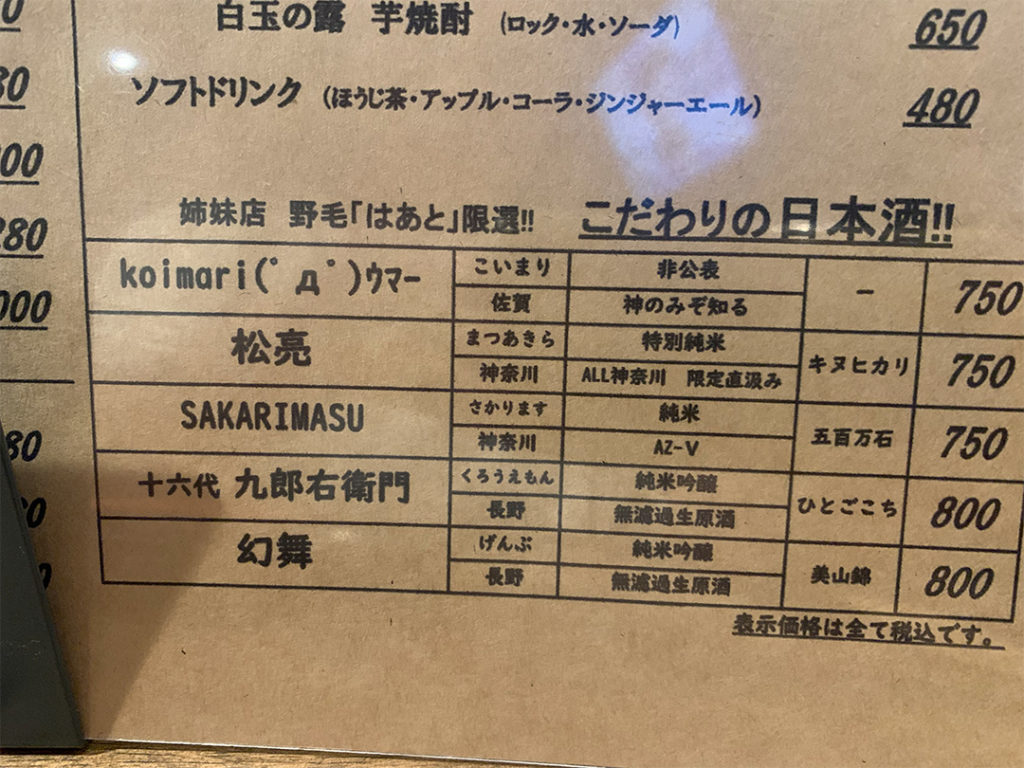 白玉の露 芋焼酎 (ロック・水・ソーダ) 650
ソフトドリンク (ほうじ茶・アップル・コーラ・ジンジャーエール) 480
姉妹店 野毛「はあと」限選!! こだわりの日本酒!!
koimari(ﾟдﾟ)ｳﾏー こいまり 非公表 ー 750
佐賀 神のみぞ知る
松亮 まつあきら 特別純米 キヌヒカリ 750
神奈川 ALL神奈川 限定直汲み
SAKARIMASU さかります 純米 五百万石 750
神奈川 AZ-V
十六代 九郎右衛門 くろうえもん 純米吟醸 ひとごこち 800
長野 無濾過生原酒
幻舞 げんぶ 純米吟醸 美山錦 800
長野 無濾過生原酒
表示価格は全て税込です。